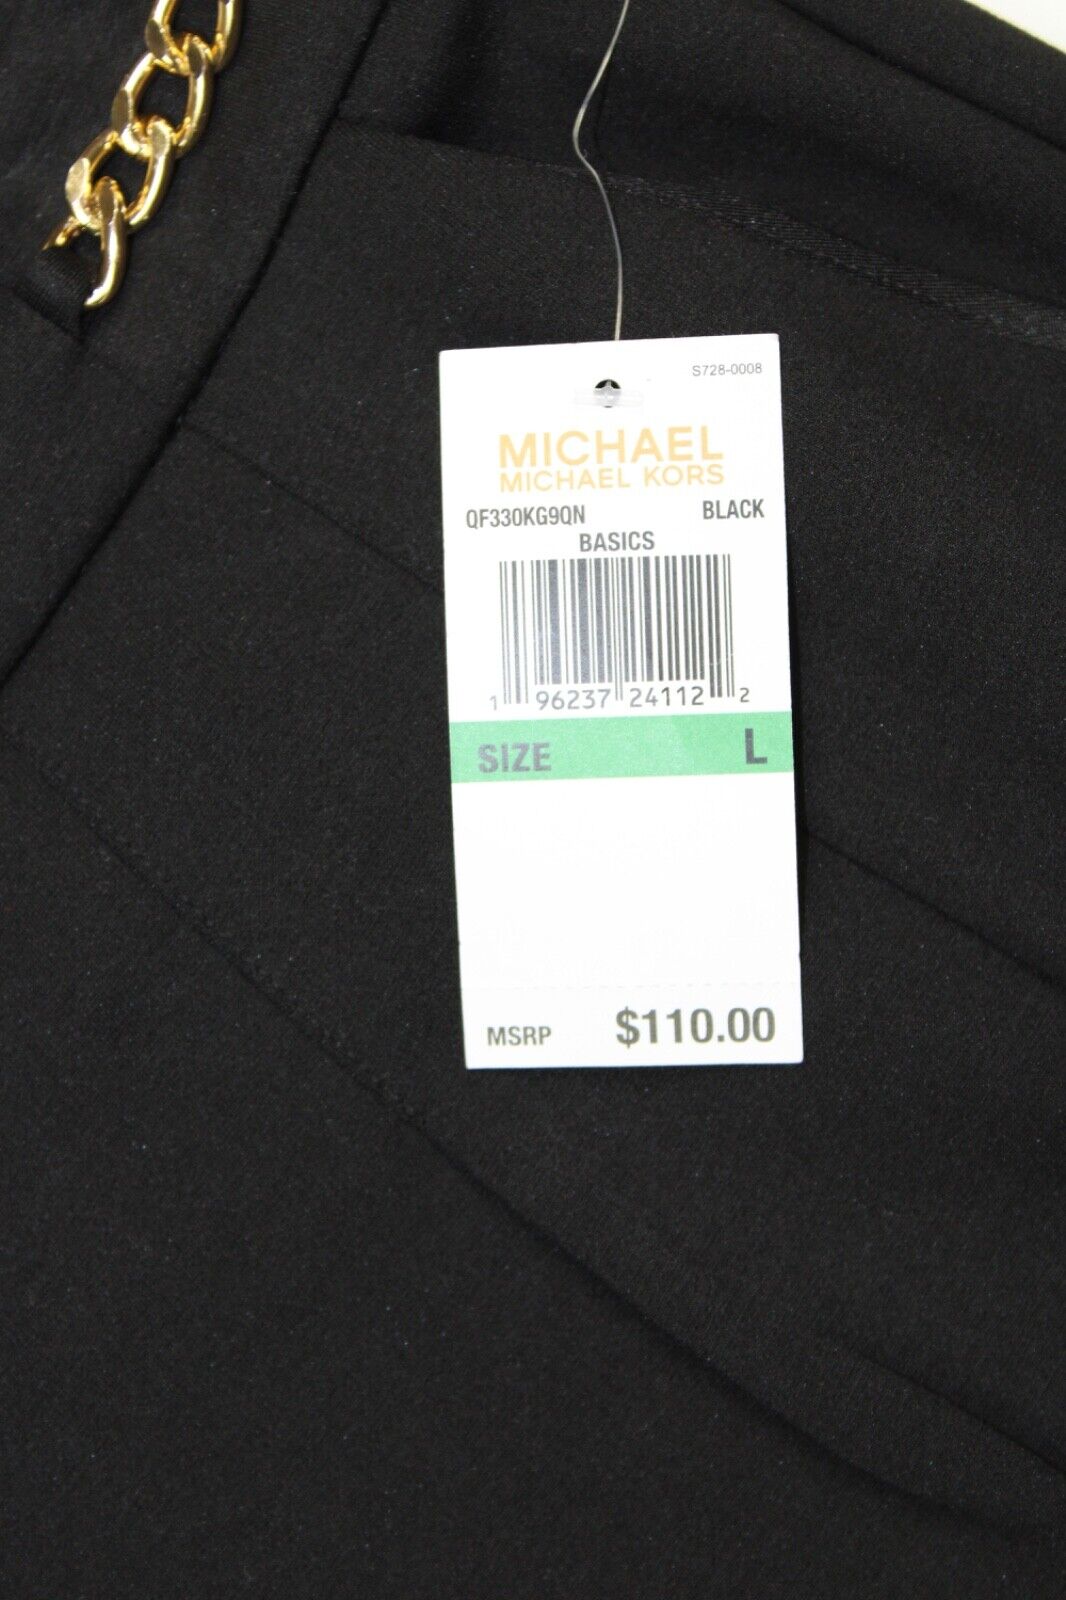 S728-0008
MICHAEL
MICHAEL KORS
QF330KG9QN BLACK
BASICS
1 96237 24112 2
SIZE L
MSRP $110.00